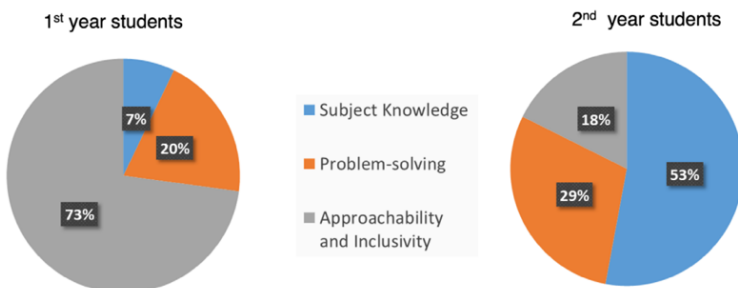 1st year students
7%
20%
73%
Subject Knowledge
Problem-solving
Approachability
and Inclusivity
2nd year students
18%
29%
53%